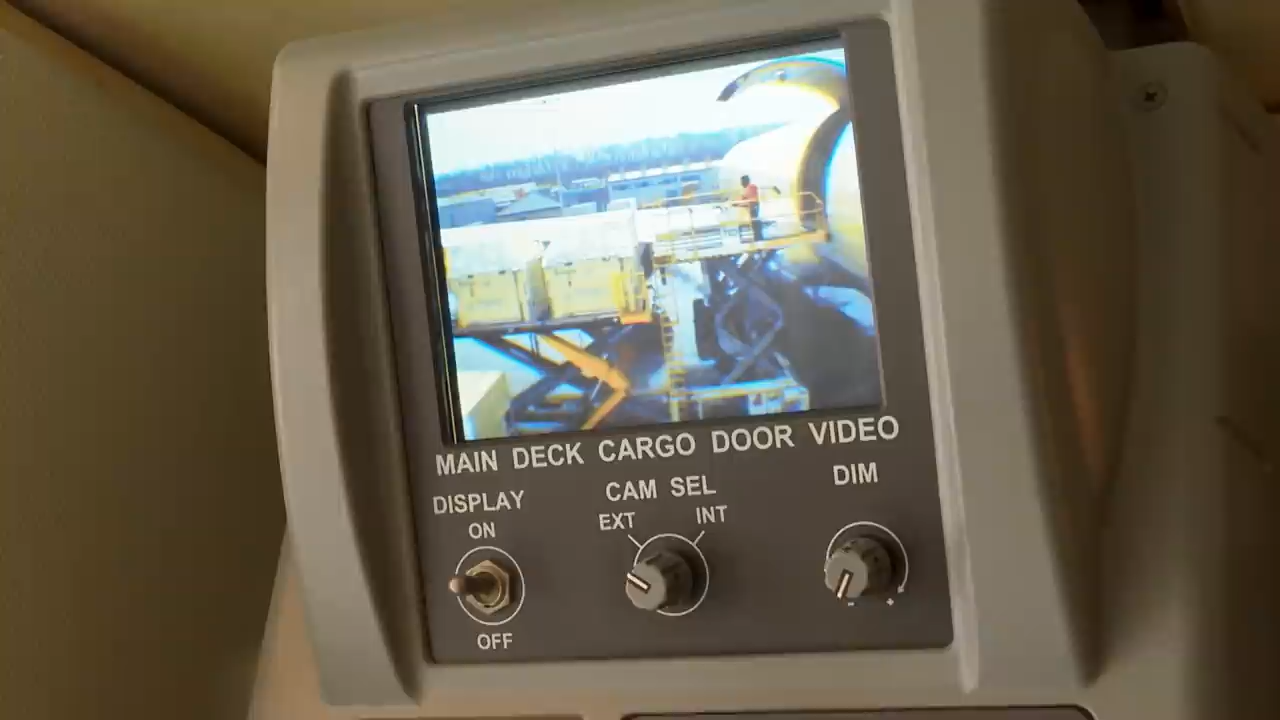 MAIN DECK CARGO DOOR VIDEO
DISPLAY
CAM SEL
DIM
ON
EXT
INT
OFF
- +